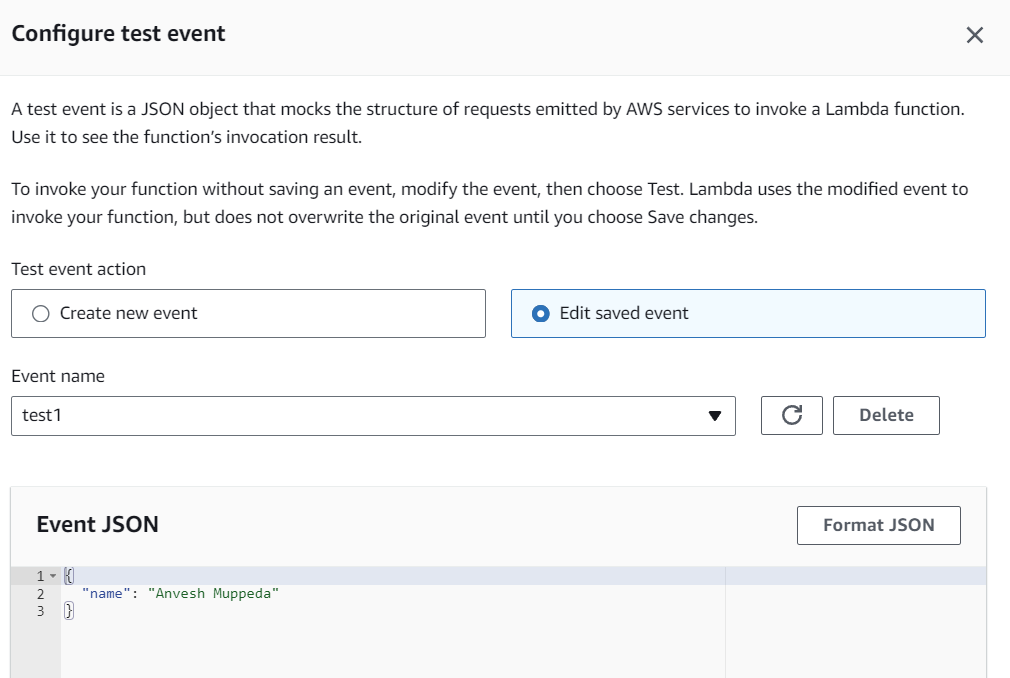 Configure test event
A test event is a JSON object that mocks the structure of requests emitted by AWS services to invoke a Lambda function.
Use it to see the function’s invocation result.
To invoke your function without saving an event, modify the event, then choose Test. Lambda uses the modified event to
invoke your function, but does not overwrite the original event until you choose Save changes.
Test event action
Create new event
Edit saved event
Event name
test1
Delete
Event JSON
Format JSON
1 {
2 "name": "Anvesh Muppeda"
3 }